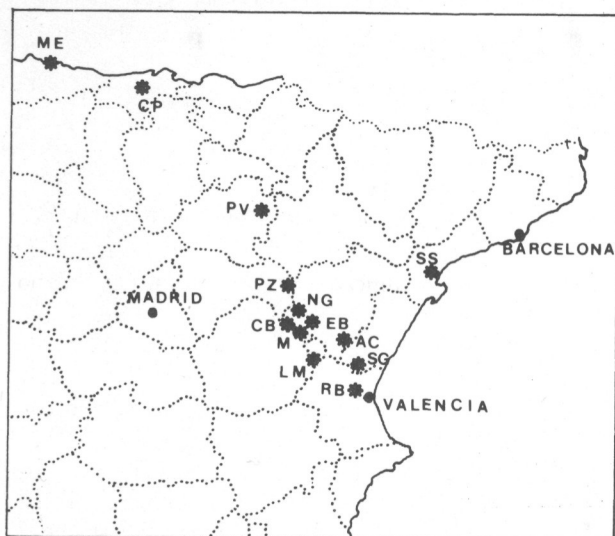 ME
CP
PV
BARCELONA
SS
PZ
MADRID
NG
CB
EB
M
AC
SG
LM
RB
VALENCIA